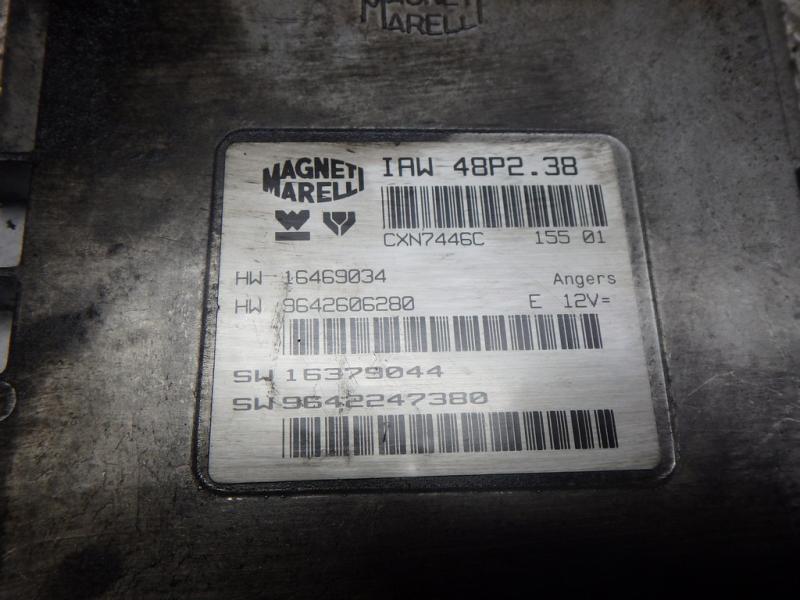 MAGNETI
MARELLI
MAGNETI
MARELLI
IAW 48P2.38
CXN7446C 155 01
HW 16469034 Angers
HW 9642606280 E 12V=
SW 16379044
SW 9642247380